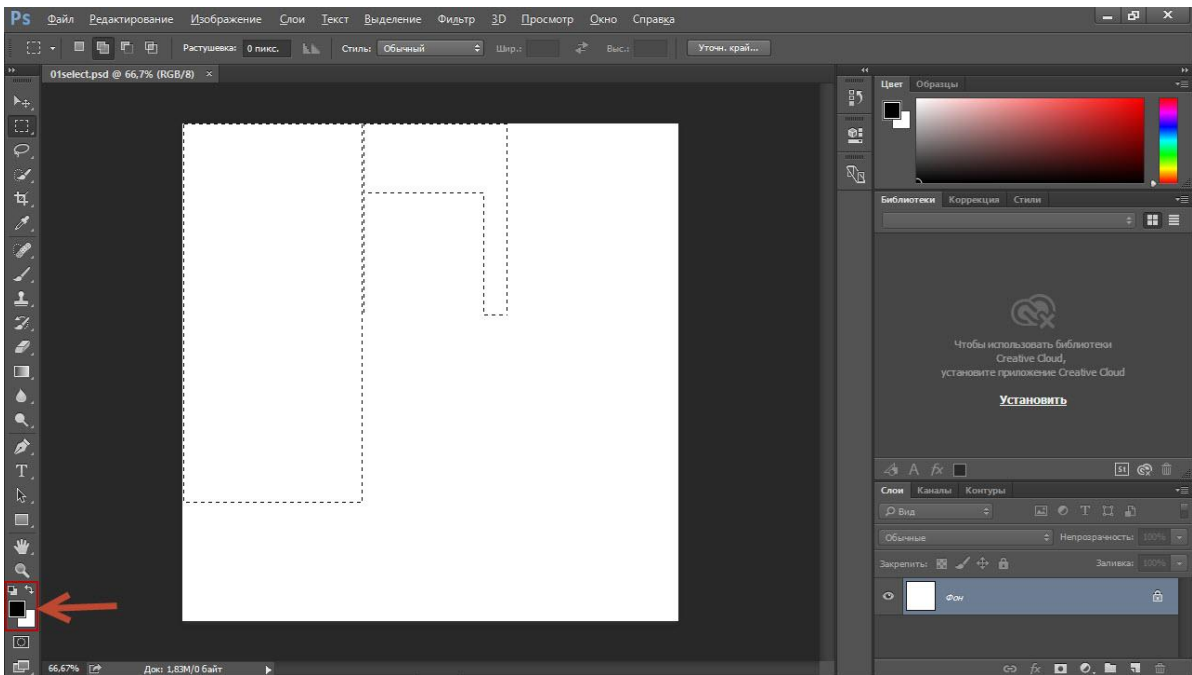 Ps Файл Редактирование Изображение Слои Текст Выделение Фильтр 3D Просмотр Окно Справка
Растушевка: 0 пикс. Стиль: Обычный Шир.: Выс.: Уточн. край...
01select.psd @ 66,7% (RGB/8) ×
Цвет Образцы
Библиотеки Коррекция Стили
Чтобы использовать библиотеки
Creative Cloud,
установите приложение Creative Cloud
Установить
A fx St
Слои Каналы Контуры
Вид T
Обычные Непрозрачность: 100%
Закрепить: Заливка: 100%
Фон
T
66,67% Док: 1,83M/0 байт
fx